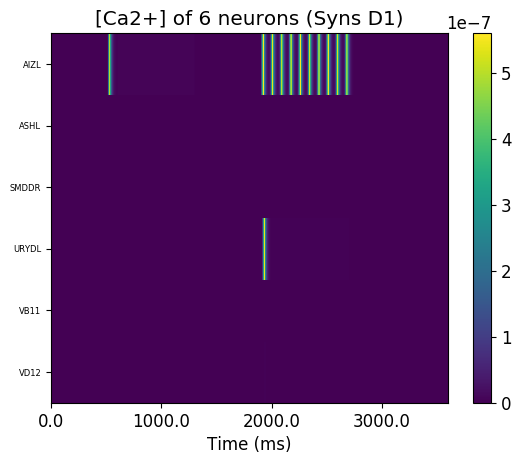 [Ca2+] of 6 neurons (Syns D1)
1e−7
AIZL
ASHL
SMDDR
URYDL
VB11
VD12
5
4
3
2
1
0
0.0 1000.0 2000.0 3000.0
Time (ms)